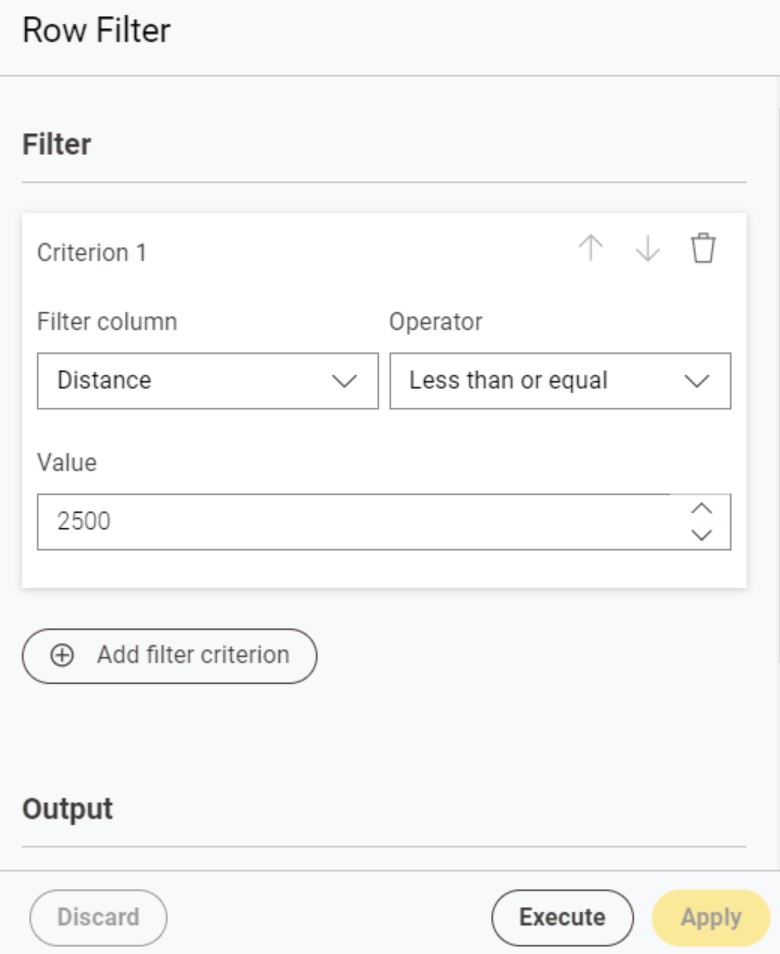 Row Filter
Filter
Criterion 1
Filter column Operator
Distance Less than or equal
Value
2500
Add filter criterion
Output
Discard Execute Apply